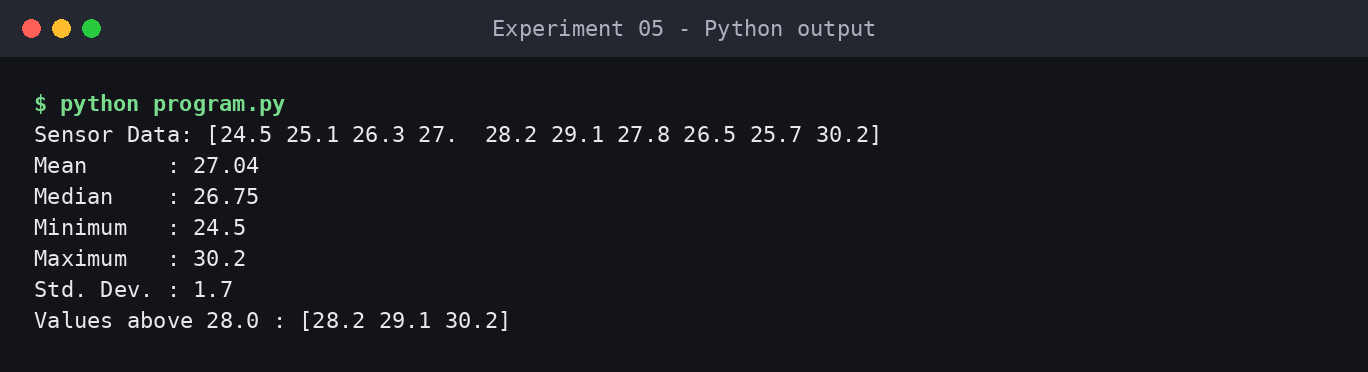 Experiment 05 - Python output
$ python program.py
Sensor Data: [24.5 25.1 26.3 27.  28.2 29.1 27.8 26.5 25.7 30.2]
Mean      : 27.04
Median    : 26.75
Minimum   : 24.5
Maximum   : 30.2
Std. Dev. : 1.7
Values above 28.0 : [28.2 29.1 30.2]